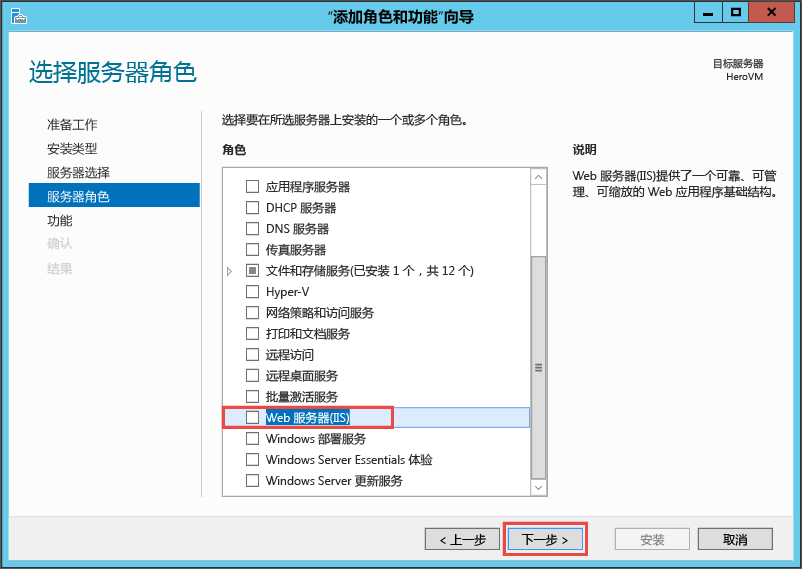 “添加角色和功能”向导
选择服务器角色
目标服务器
HeroVM
准备工作
安装类型
服务器选择
服务器角色
功能
确认
结果
选择要在所选服务器上安装的一个或多个角色。
角色
应用程序服务器
DHCP 服务器
DNS 服务器
传真服务器
文件和存储服务(已安装 1 个，共 12 个)
Hyper-V
网络策略和访问服务
打印和文档服务
远程访问
远程桌面服务
批量激活服务
Web 服务器(IIS)
Windows 部署服务
Windows Server Essentials 体验
Windows Server 更新服务
说明
Web 服务器(IIS)提供了一个可靠、可管
理、可缩放的 Web 应用程序基础结构。
< 上一步
下一步 >
安装
取消